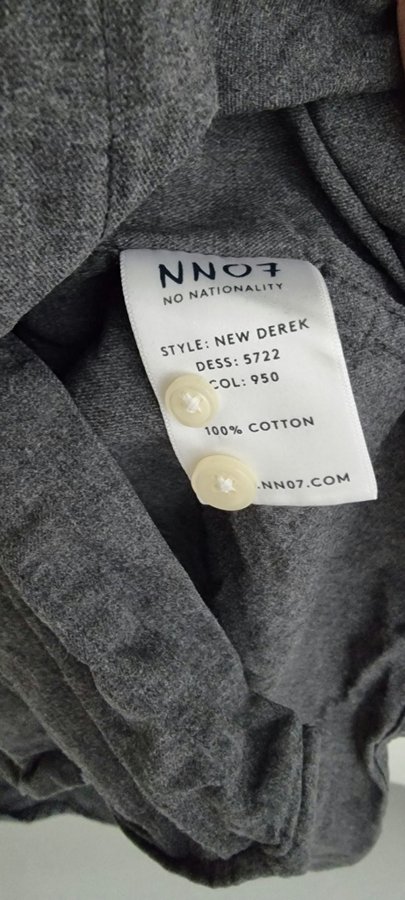 NN07
NO NATIONALITY
STYLE: NEW DEREK
DESS: 5722
COL: 950
100% COTTON
.NN07.COM